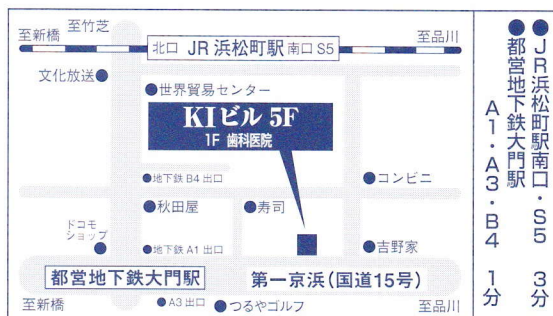 至竹芝
至新橋
至品川
北口 JR浜松町駅 南口 S5
文化放送●
●世界貿易センター
KIビル 5F
1F 歯科医院
●地下鉄 B4 出口
●コンビニ
●秋田屋
●寿司
ドコモ
ショップ
●地下鉄 A1 出口
●吉野家
都営地下鉄大門駅
第一京浜(国道15号)
至新橋
●A3 出口
●つるやゴルフ
至品川
●JR浜松町駅南口・S5 3分
●都営地下鉄大門駅
A1・A3・B4 1分